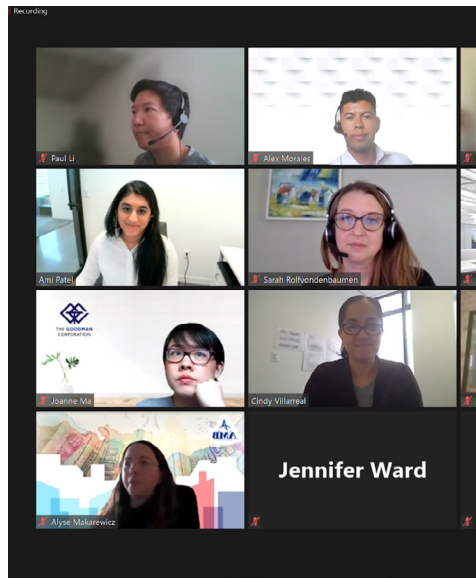 Recording
Paul Li
Alex Morales
Ami Patel
Sarah Rolfvondenbaumen
THE GOODMAN
CORPORATION
Joanne Ma
Cindy Villarreal
AMB
Alyse Makarewicz
Jennifer Ward